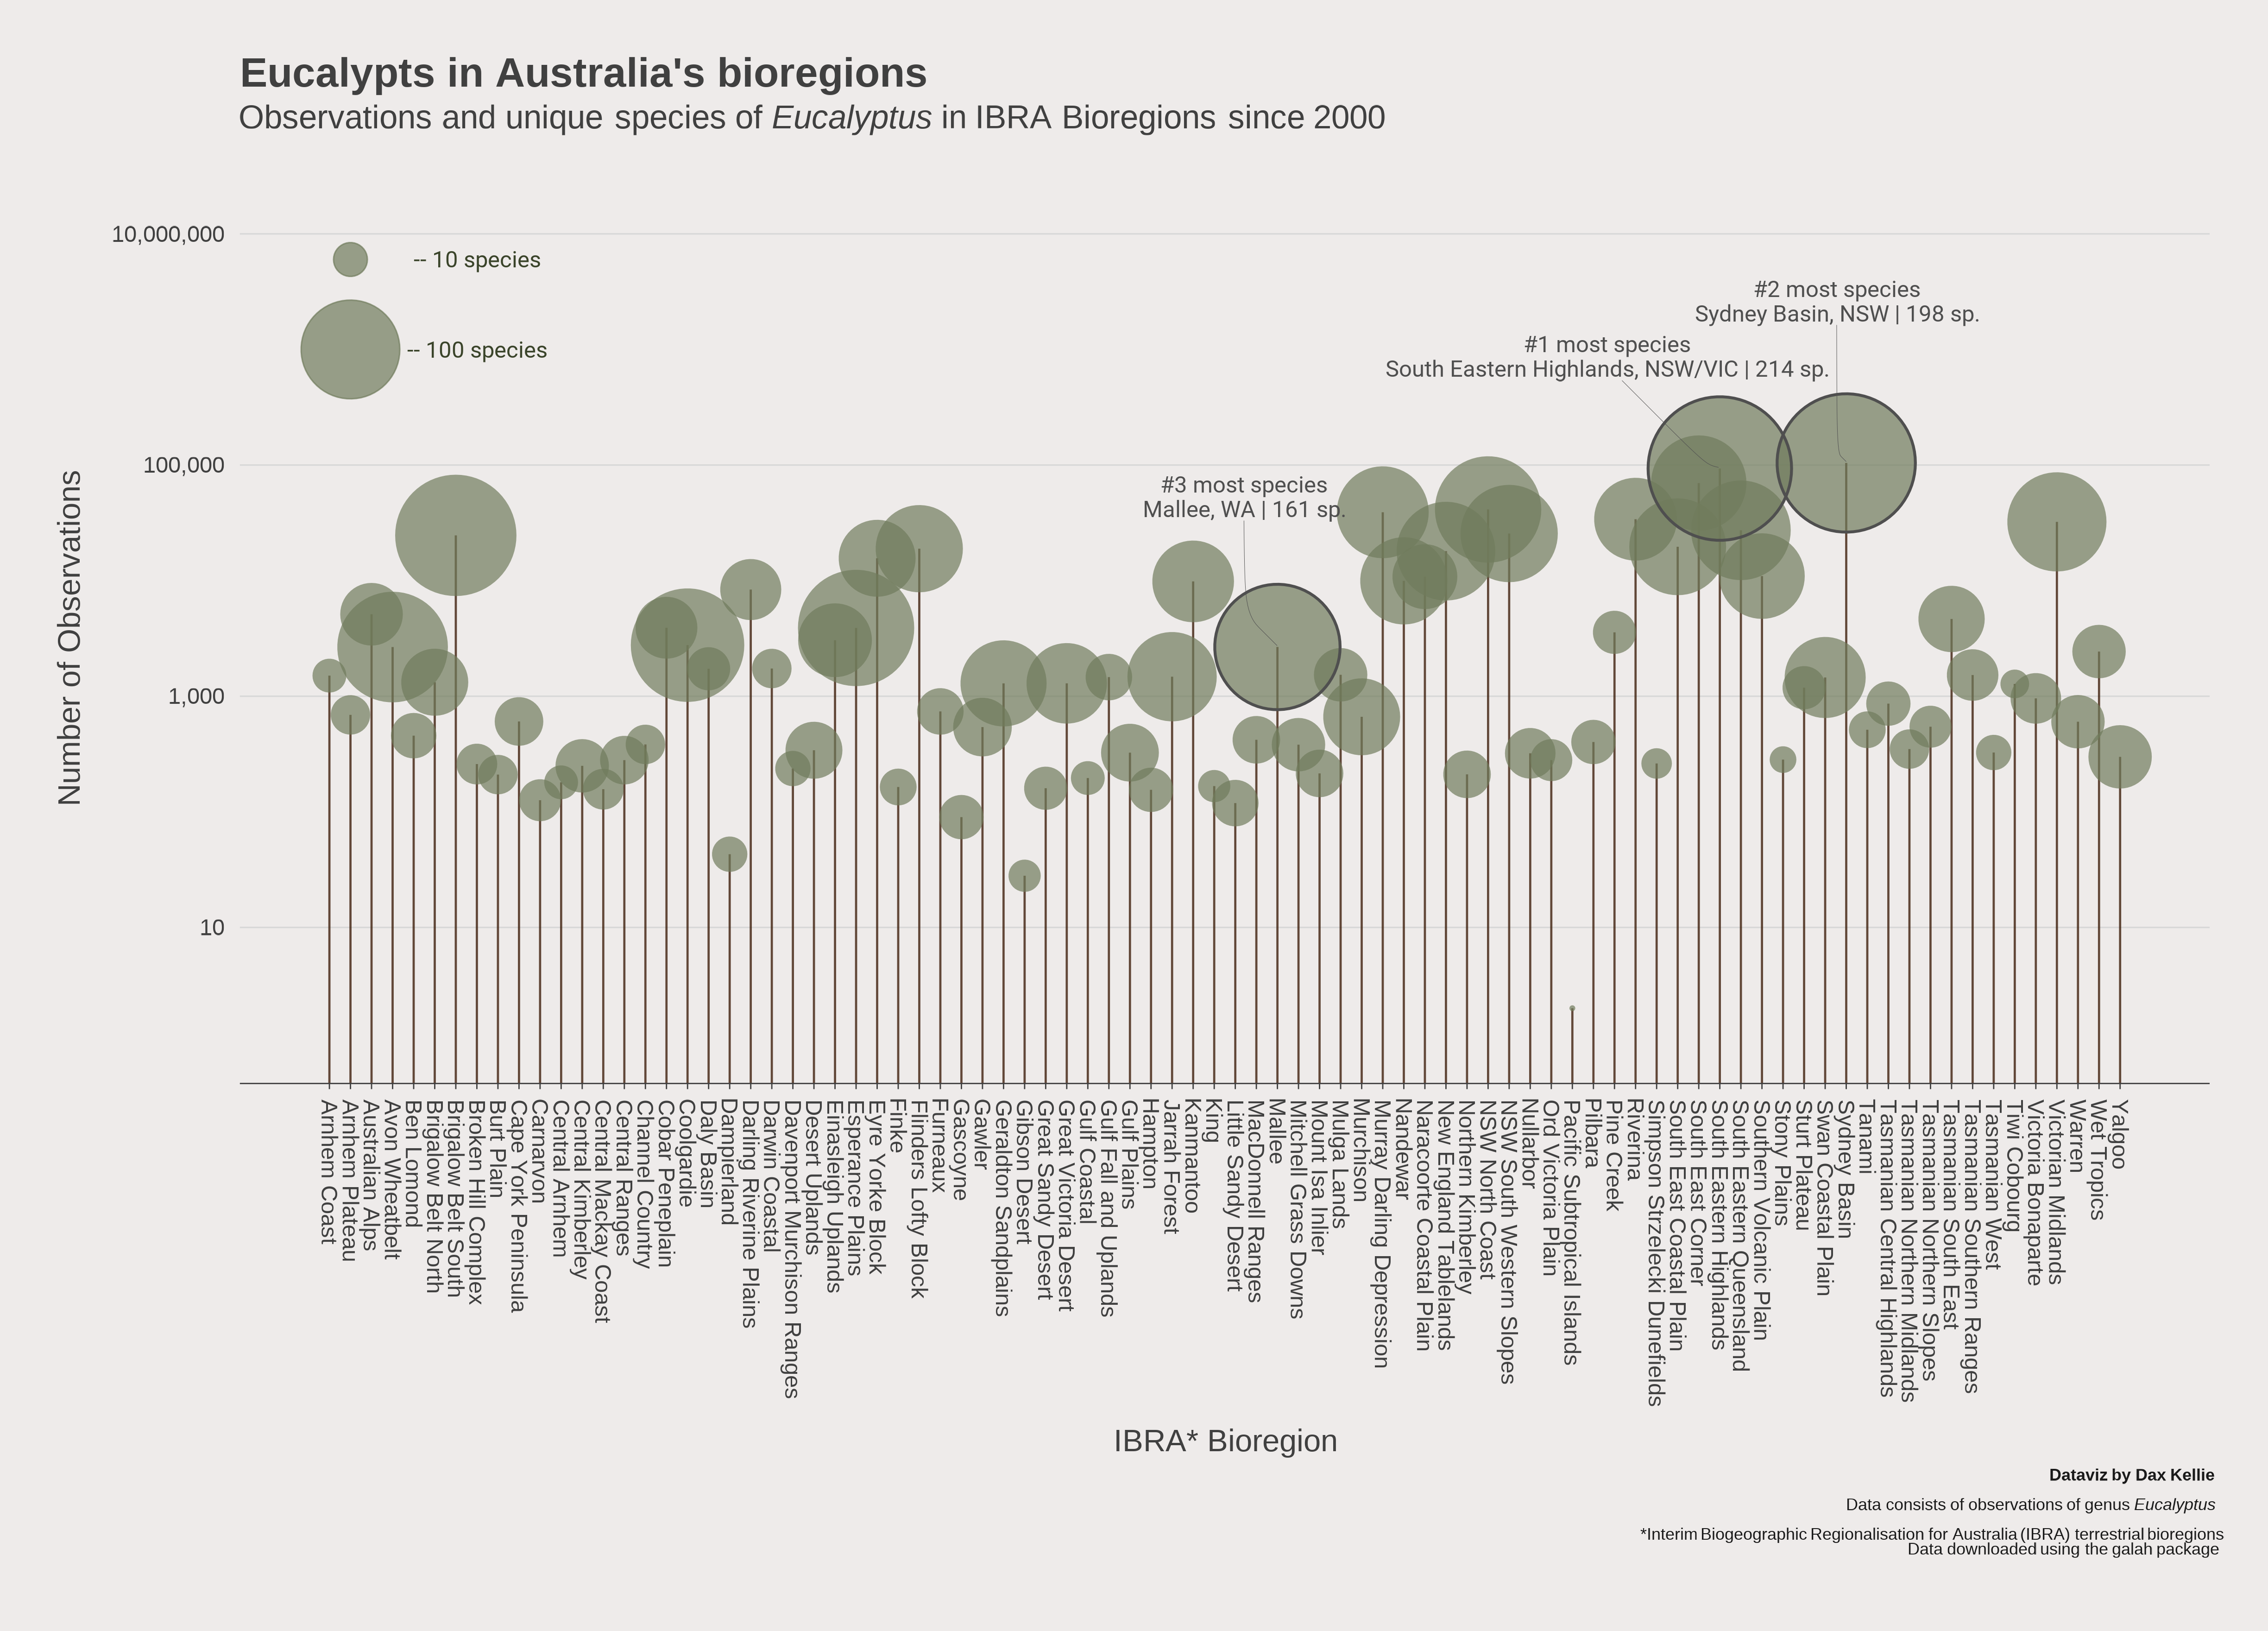 Eucalypts in Australia's bioregions
Observations and unique species of Eucalyptus in IBRA Bioregions since 2000
10,000,000
100,000
1,000
10
Number of Observations
-- 10 species
-- 100 species
#2 most species
Sydney Basin, NSW | 198 sp.
#1 most species
South Eastern Highlands, NSW/VIC | 214 sp.
#3 most species
Mallee, WA | 161 sp.
Arnhem Coast
Arnhem Plateau
Australian Alps
Avon Wheatbelt
Ben Lomond
Brigalow Belt North
Brigalow Belt South
Broken Hill Complex
Burt Plain
Cape York Peninsula
Carnarvon
Central Arnhem
Central Kimberley
Central Mackay Coast
Central Ranges
Channel Country
Cobar Peneplain
Coolgardie
Daly Basin
Dampierland
Darling Riverine Plains
Darwin Coastal
Davenport Murchison Ranges
Desert Uplands
Einasleigh Uplands
Esperance Plains
Eyre Yorke Block
Finke
Flinders Lofty Block
Furneaux
Gascoyne
Gawler
Geraldton Sandplains
Gibson Desert
Great Sandy Desert
Great Victoria Desert
Gulf Coastal
Gulf Fall and Uplands
Gulf Plains
Hampton
Jarrah Forest
Kanmantoo
King
Little Sandy Desert
MacDonnell Ranges
Mallee
Mitchell Grass Downs
Mount Isa Inlier
Mulga Lands
Murchison
Murray Darling Depression
Nandewar
Naracoorte Coastal Plain
New England Tablelands
Northern Kimberley
NSW North Coast
NSW South Western Slopes
Nullarbor
Ord Victoria Plain
Pacific Subtropical Islands
Pilbara
Pine Creek
Riverina
Simpson Strzelecki Dunefields
South East Coastal Plain
South East Corner
South Eastern Highlands
South Eastern Queensland
Southern Volcanic Plain
Stony Plains
Sturt Plateau
Swan Coastal Plain
Sydney Basin
Tanami
Tasmanian Central Highlands
Tasmanian Northern Midlands
Tasmanian Northern Slopes
Tasmanian South East
Tasmanian Southern Ranges
Tasmanian West
Tiwi Cobourg
Victoria Bonaparte
Victorian Midlands
Warren
Wet Tropics
Yalgoo
IBRA* Bioregion
Dataviz by Dax Kellie
Data consists of observations of genus Eucalyptus
*Interim Biogeographic Regionalisation for Australia (IBRA) terrestrial bioregions
Data downloaded using the galah package